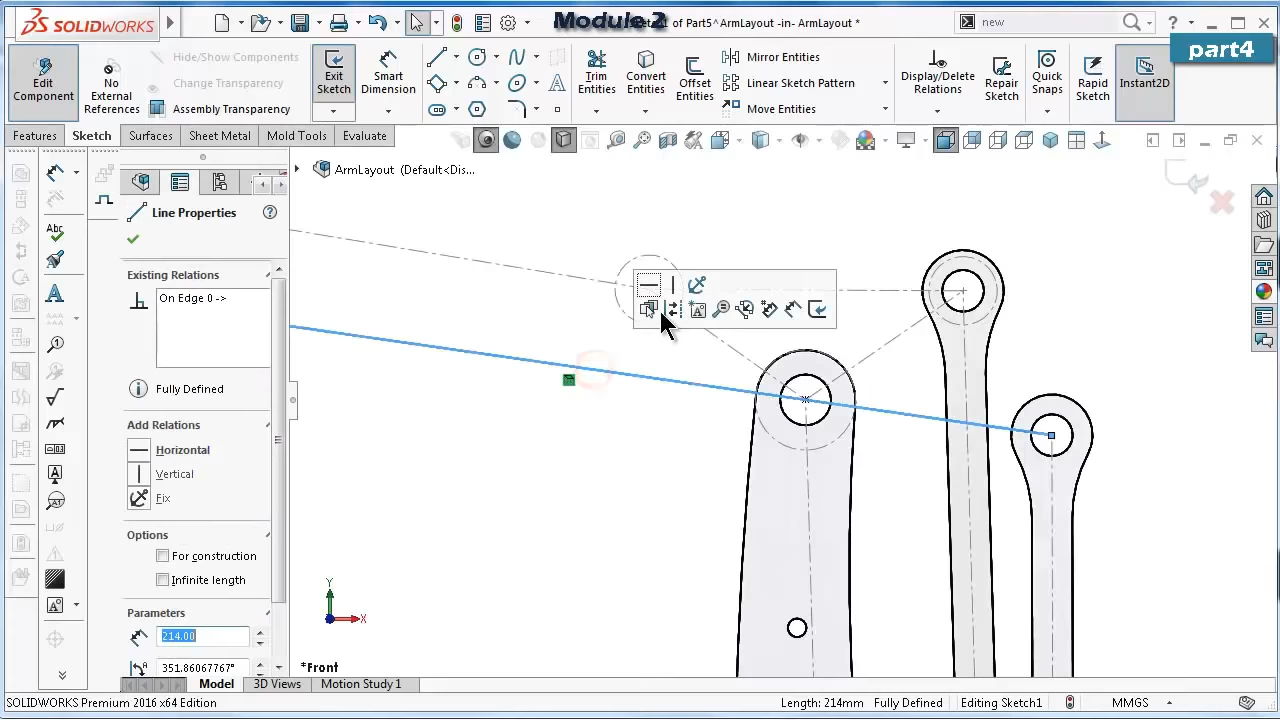 SOLIDWORKS
Module 2
of Part5^ArmLayout -in- ArmLayout *
new
part4
Edit
Component
No
External
References
Hide/Show Components
Change Transparency
Assembly Transparency
Exit
Sketch
Smart
Dimension
Trim
Entities
Convert
Entities
Offset
Entities
Mirror Entities
Linear Sketch Pattern
Move Entities
Display/Delete
Relations
Repair
Sketch
Quick
Snaps
Rapid
Sketch
Instant2D
Features
Sketch
Surfaces
Sheet Metal
Mold Tools
Evaluate
ArmLayout (Default<Dis...
Line Properties
Existing Relations
On Edge 0 ->
Fully Defined
Add Relations
Horizontal
Vertical
Fix
Options
For construction
Infinite length
Parameters
214.00
351.86067767°
Abc
Y
X
*Front
Model
3D Views
Motion Study 1
SOLIDWORKS Premium 2016 x64 Edition
Length: 214mm
Fully Defined
Editing Sketch1
MMGS